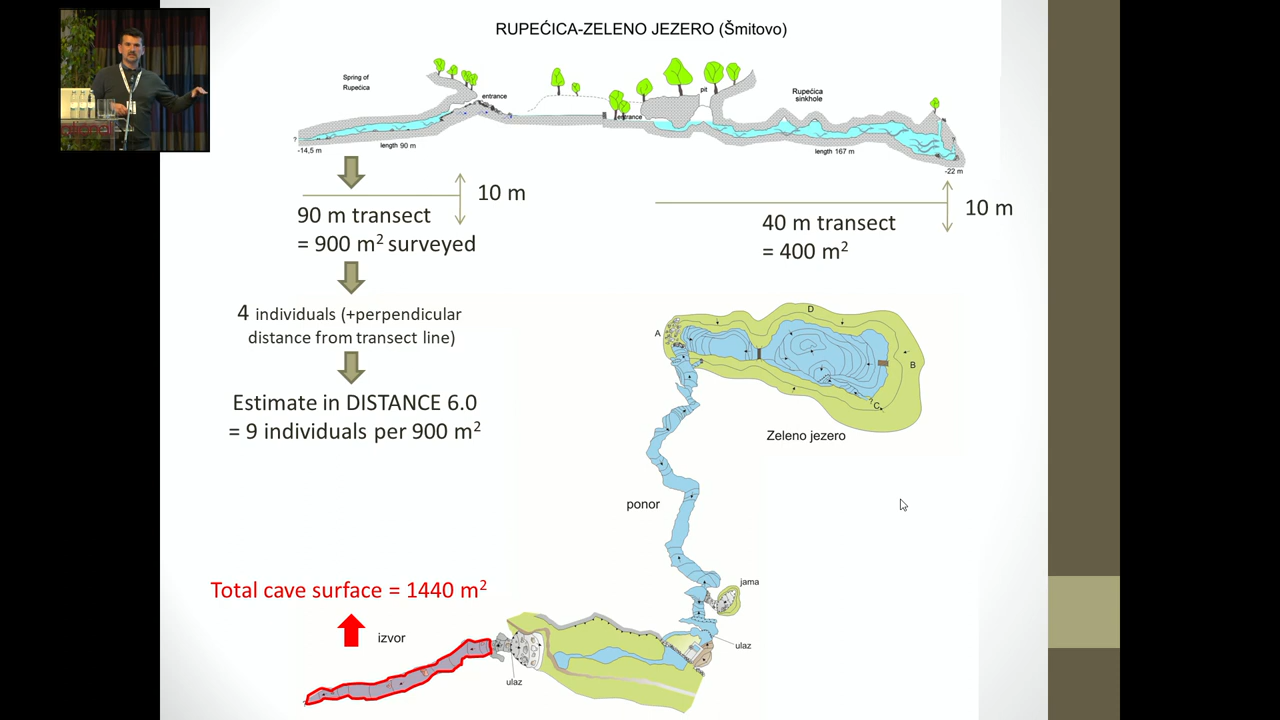 RUPEĆICA-ZELENO JEZERO (Šmitovo)
Spring of
Rupećica
entrance
entrance
pit
Rupećica
sinkhole
?
-14,5 m
length 90 m
length 167 m
?
-22 m
10 m
90 m transect
= 900 m² surveyed
10 m
40 m transect
= 400 m²
4 individuals (+perpendicular
distance from transect line)
Estimate in DISTANCE 6.0
= 9 individuals per 900 m²
A
D
B
?
C
Zeleno jezero
ponor
jama
Total cave surface = 1440 m²
izvor
ulaz
ulaz
?